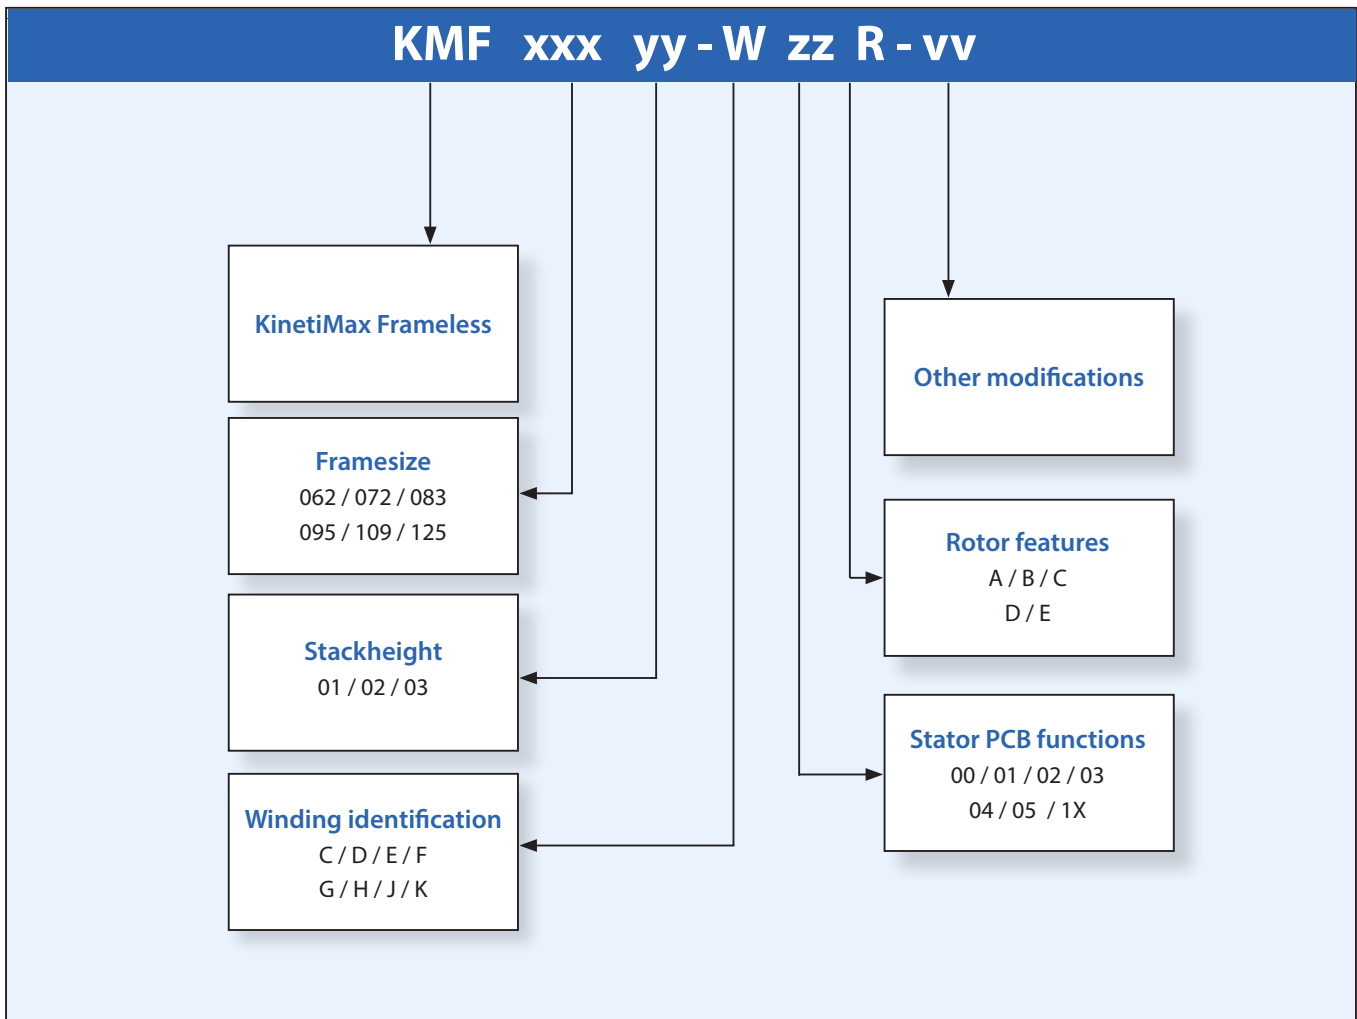 KMF xxx yy - W zz R - vv
KinetiMax Frameless
Framesize
062 / 072 / 083
095 / 109 / 125
Stackheight
01 / 02 / 03
Winding identification
C / D / E / F
G / H / J / K
Other modifications
Rotor features
A / B / C
D / E
Stator PCB functions
00 / 01 / 02 / 03
04 / 05 / 1X